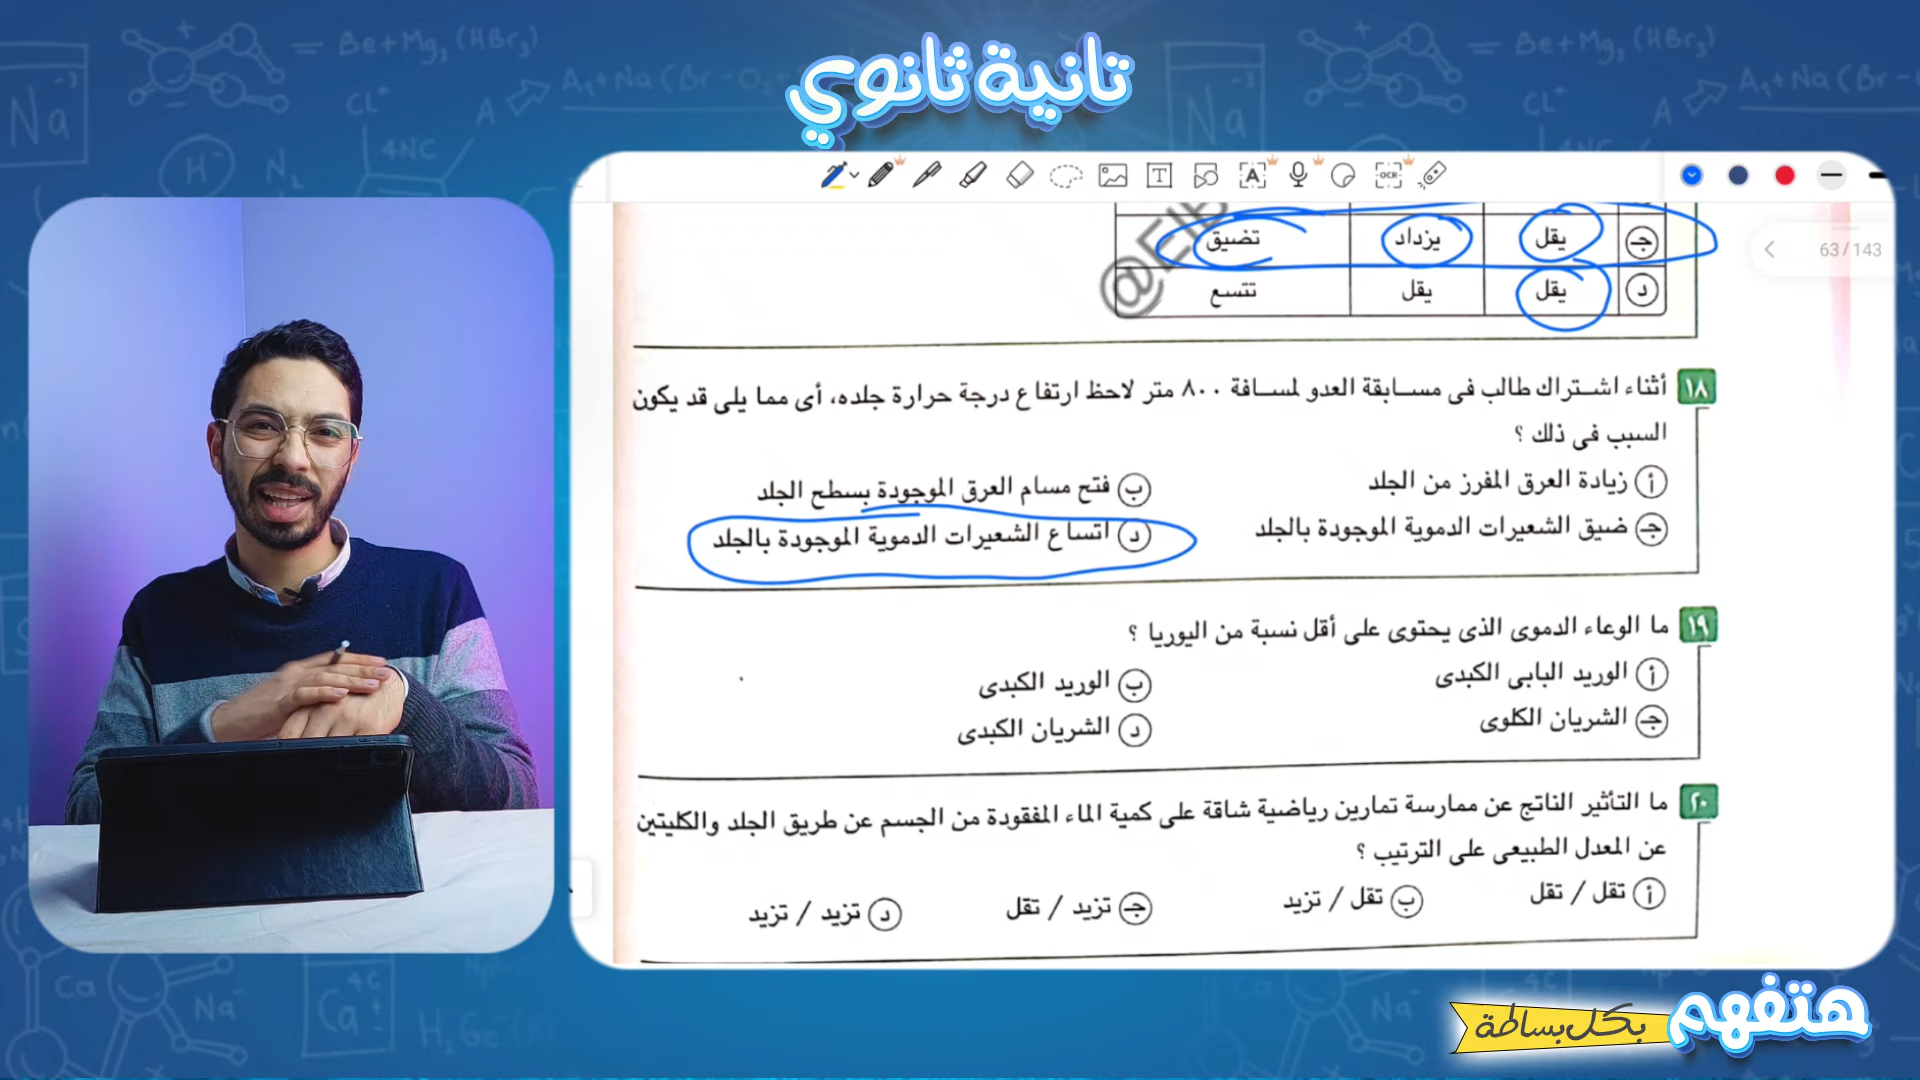 تانية ثانوي
63/143
ج يقل يزداد تضيق
د يقل يقل تتسع
١٨ أثناء اشتراك طالب فى مسابقة العدو لمسافة ٨٠٠ متر لاحظ ارتفاع درجة حرارة جلده، أى مما يلى قد يكون
السبب فى ذلك ؟
أ زيادة العرق المفرز من الجلد
ب فتح مسام العرق الموجودة بسطح الجلد
ج ضيق الشعيرات الدموية الموجودة بالجلد
د اتساع الشعيرات الدموية الموجودة بالجلد
١٩ ما الوعاء الدموى الذى يحتوى على أقل نسبة من اليوريا ؟
أ الوريد البابى الكبدى
ب الوريد الكبدى
ج الشريان الكلوى
د الشريان الكبدى
٢٠ ما التأثير الناتج عن ممارسة تمارين رياضية شاقة على كمية الماء المفقودة من الجسم عن طريق الجلد والكليتين
عن المعدل الطبيعى على الترتيب ؟
أ تقل / تقل
ب تقل / تزيد
ج تزيد / تقل
د تزيد / تزيد
هتفهم
بكل بساطة